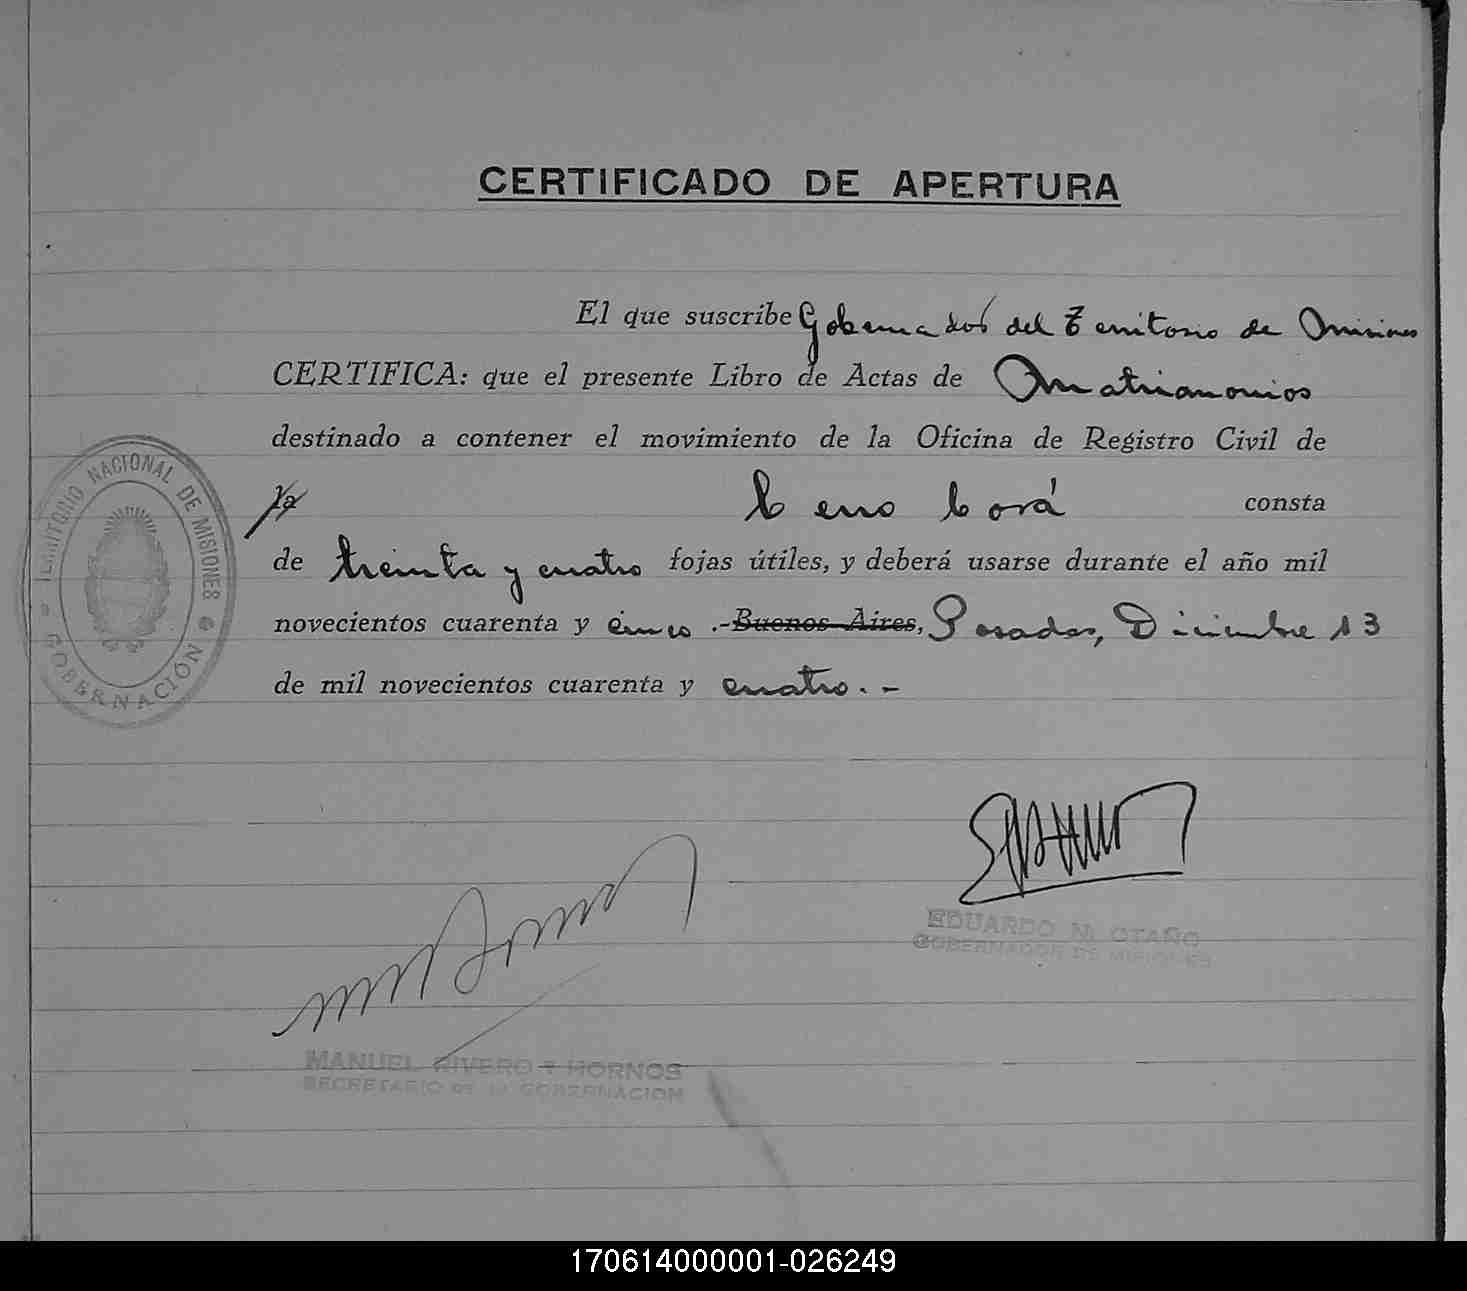 CERTIFICADO DE APERTURA
El que suscribe Gobernador del Territorio de Misiones
CERTIFICA: que el presente Libro de Actas de Matrimonios
destinado a contener el movimiento de la Oficina de Registro Civil de
Cerro Corá consta
de treinta y cuatro fojas útiles, y deberá usarse durante el año mil
novecientos cuarenta y cinco .-Buenos Aires, Posadas, Diciembre 13
de mil novecientos cuarenta y cuatro.-
TERRITORIO NACIONAL DE MISIONES
GOBERNACIÓN
EDUARDO M. OTAÑO
GOBERNADOR DE MISIONES
MANUEL RIVERO Y HORNOS
SECRETARIO DE LA GOBERNACION
170614000001-026249